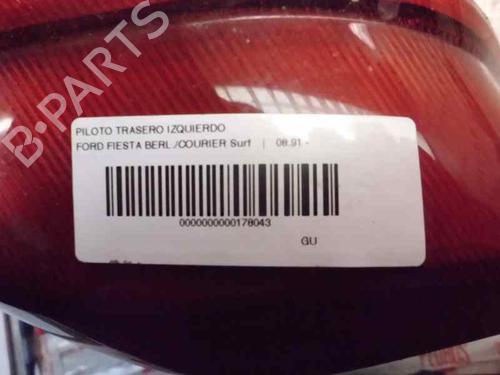 B-PARTS
PILOTO TRASERO IZQUIERDO
FORD FIESTA BERL./COURIER Surf | 08.91 -
0000000000178043
GU